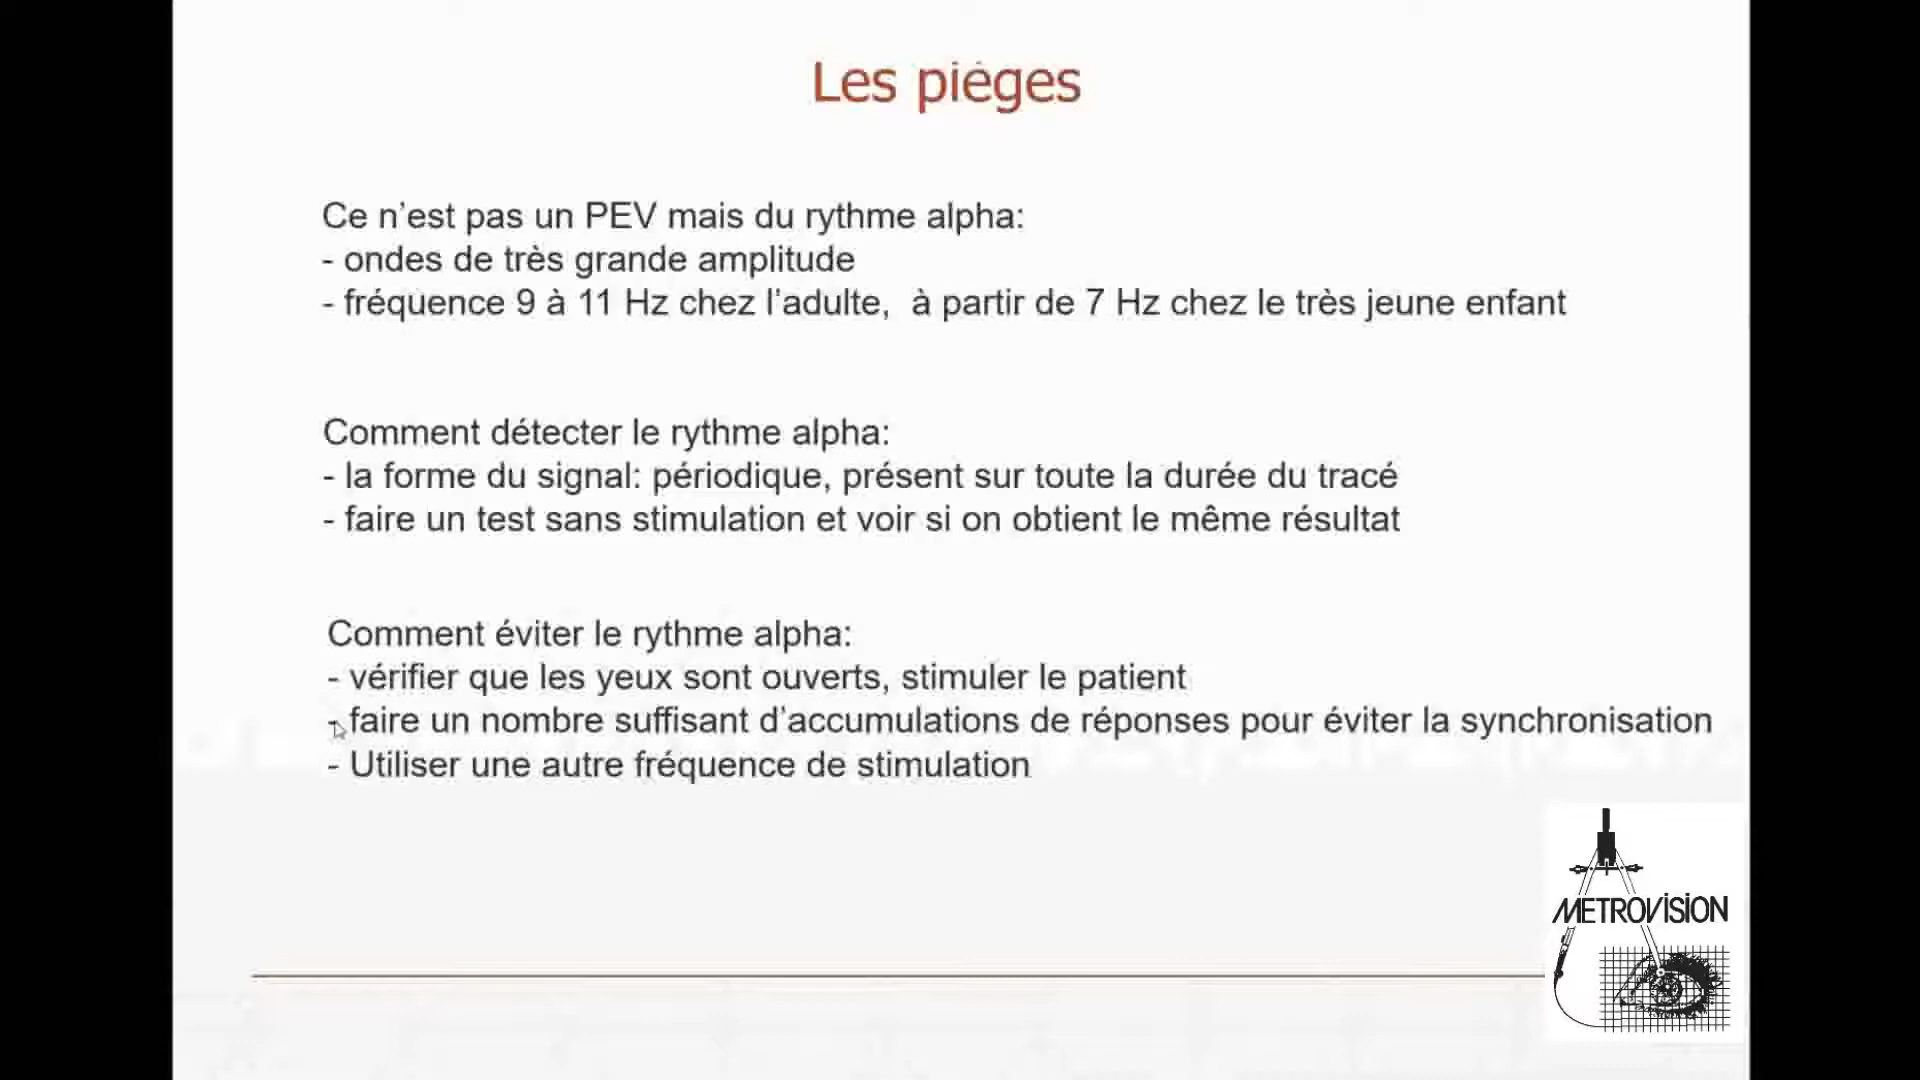 Les pièges
Ce n’est pas un PEV mais du rythme alpha:
- ondes de très grande amplitude
- fréquence 9 à 11 Hz chez l’adulte,  à partir de 7 Hz chez le très jeune enfant
Comment détecter le rythme alpha:
- la forme du signal: périodique, présent sur toute la durée du tracé
- faire un test sans stimulation et voir si on obtient le même résultat
Comment éviter le rythme alpha:
- vérifier que les yeux sont ouverts, stimuler le patient
- faire un nombre suffisant d’accumulations de réponses pour éviter la synchronisation
- Utiliser une autre fréquence de stimulation
METROVISION